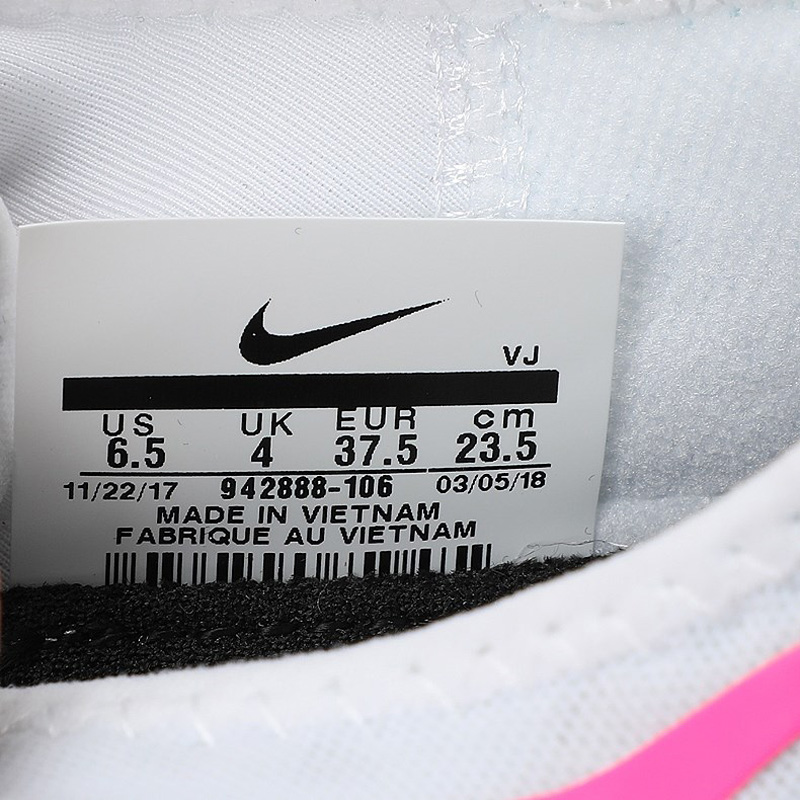 VJ
US UK EUR cm
6.5 4 37.5 23.5
11/22/17 942888-106 03/05/18
MADE IN VIETNAM
FABRIQUE AU VIETNAM